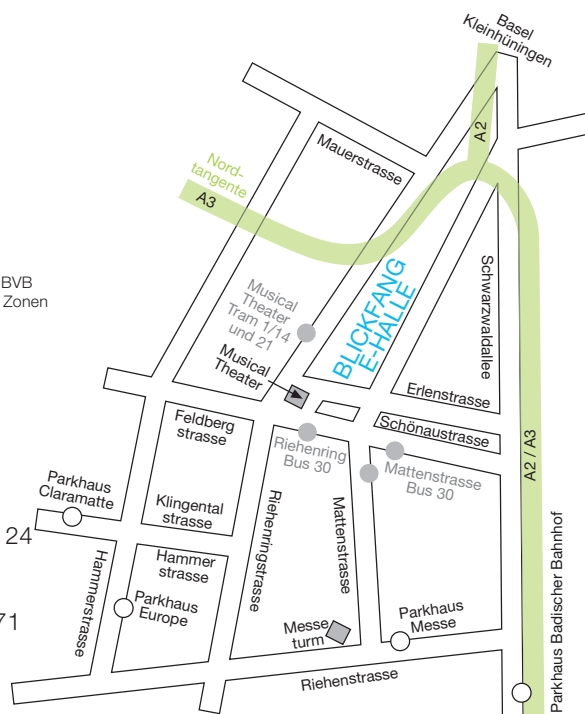 Basel
Kleinhüningen
A2
Mauerstrasse
Nord-
tangente
A3
BVB
Zonen
Musical
Theater
Tram 1/14
und 21
BLICKFANG
E-HALLE
Schwarzwaldallee
Musical
Theater
Erlenstrasse
Feldberg
strasse
Schönaustrasse
Riehenring
Bus 30
Mattenstrasse
Bus 30
A2 / A3
Parkhaus
Claramatte
Klingental
strasse
24
Riehenringstrasse
Mattenstrasse
Hammerstrasse
Hammer
strasse
Parkhaus
Europe
71
Messe
turm
Parkhaus
Messe
Riehenstrasse
Parkhaus Badischer Bahnhof